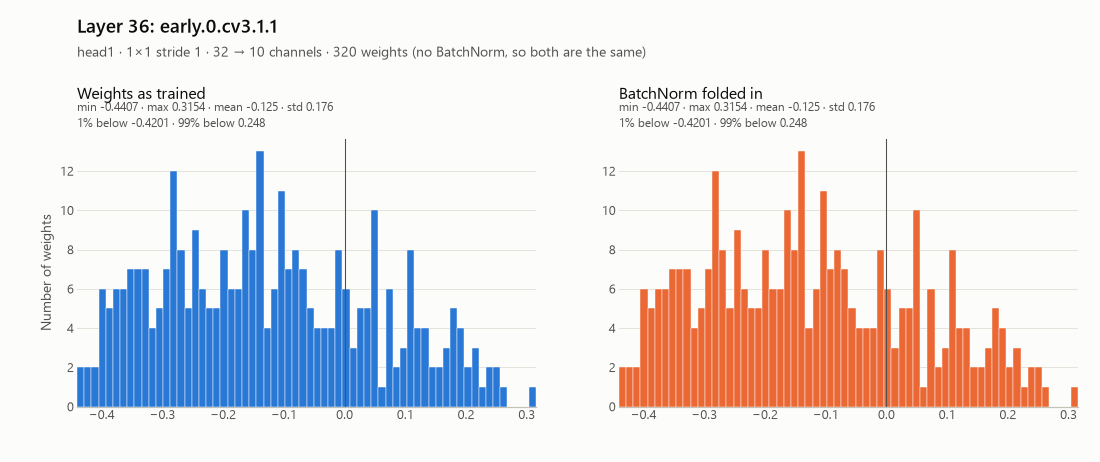 Layer 36: early.0.cv3.1.1
head1 · 1×1 stride 1 · 32 → 10 channels · 320 weights (no BatchNorm, so both are the same)
Weights as trained
min -0.4407 · max 0.3154 · mean -0.125 · std 0.176
1% below -0.4201 · 99% below 0.248
Number of weights
12
10
8
6
4
2
0
−0.4 −0.3 −0.2 −0.1 0.0 0.1 0.2 0.3
BatchNorm folded in
min -0.4407 · max 0.3154 · mean -0.125 · std 0.176
1% below -0.4201 · 99% below 0.248
12
10
8
6
4
2
0
−0.4 −0.3 −0.2 −0.1 0.0 0.1 0.2 0.3